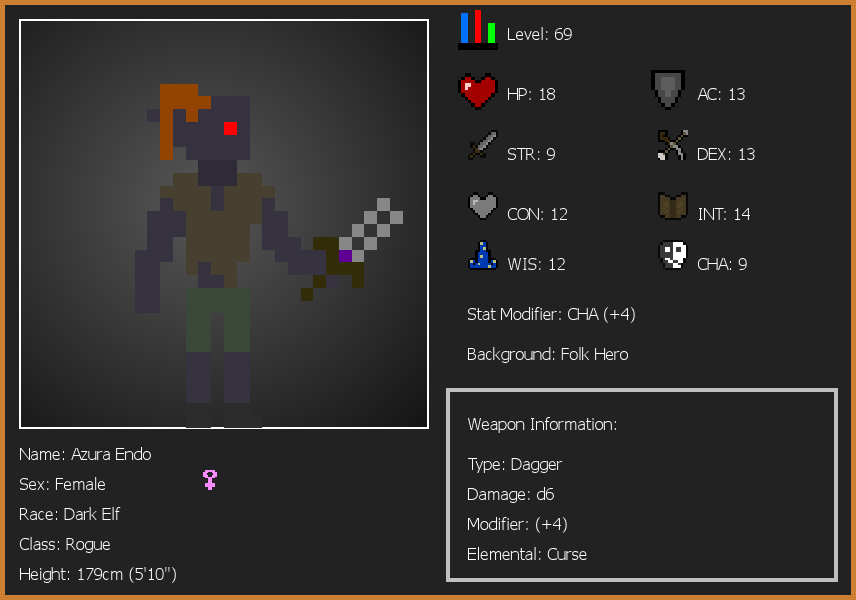 Level: 69
HP: 18
AC: 13
STR: 9
DEX: 13
CON: 12
INT: 14
WIS: 12
CHA: 9
Stat Modifier: CHA (+4)
Background: Folk Hero
Weapon Information:
Type: Dagger
Damage: d6
Modifier: (+4)
Elemental: Curse
Name: Azura Endo
Sex: Female
Race: Dark Elf
Class: Rogue
Height: 179cm (5'10")